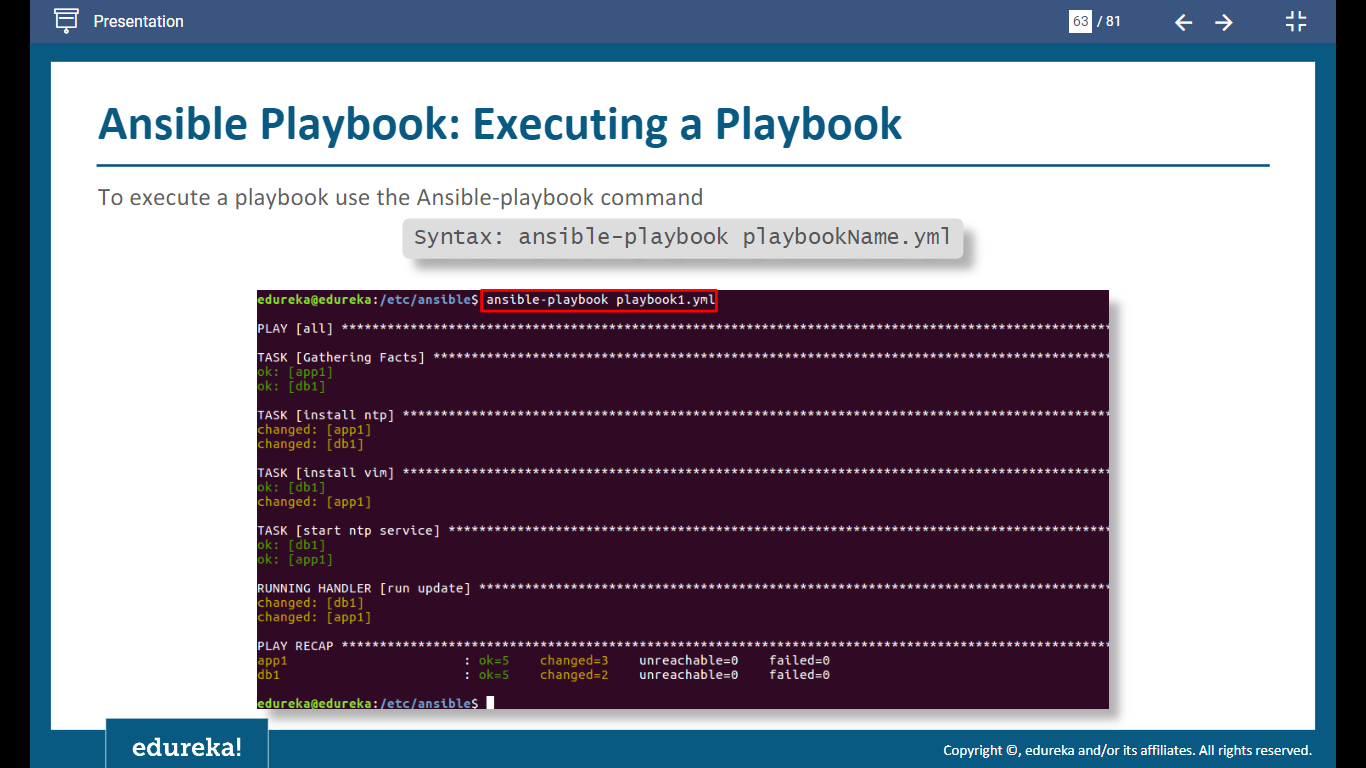 Presentation
63 / 81
Ansible Playbook: Executing a Playbook
To execute a playbook use the Ansible-playbook command
Syntax: ansible-playbook playbookName.yml
edureka@edureka:/etc/ansible$ ansible-playbook playbook1.yml
PLAY [all] ****************************************************************************************************
TASK [Gathering Facts] ****************************************************************************************
ok: [app1]
ok: [db1]
TASK [install ntp] ********************************************************************************************
changed: [app1]
changed: [db1]
TASK [install vim] ********************************************************************************************
ok: [db1]
changed: [app1]
TASK [start ntp service] **************************************************************************************
ok: [db1]
ok: [app1]
RUNNING HANDLER [run update] **********************************************************************************
changed: [db1]
changed: [app1]
PLAY RECAP ****************************************************************************************************
app1 : ok=5 changed=3 unreachable=0 failed=0
db1 : ok=5 changed=2 unreachable=0 failed=0
edureka@edureka:/etc/ansible$
edureka!
Copyright ©, edureka and/or its affiliates. All rights reserved.